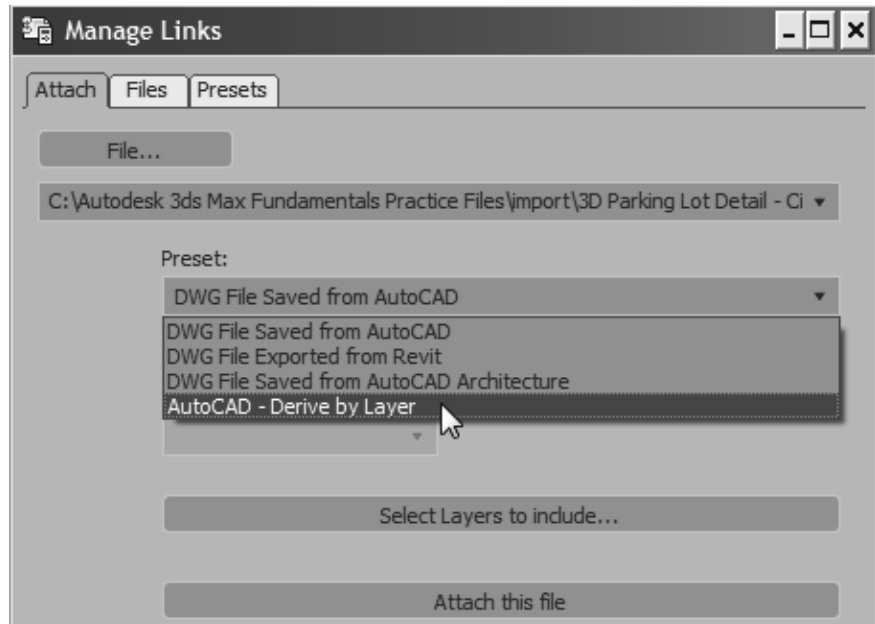 Manage Links
Attach Files Presets
File...
C:\Autodesk 3ds Max Fundamentals Practice Files\import\3D Parking Lot Detail - Ci
Preset:
DWG File Saved from AutoCAD
DWG File Saved from AutoCAD
DWG File Exported from Revit
DWG File Saved from AutoCAD Architecture
AutoCAD - Derive by Layer
Select Layers to include...
Attach this file